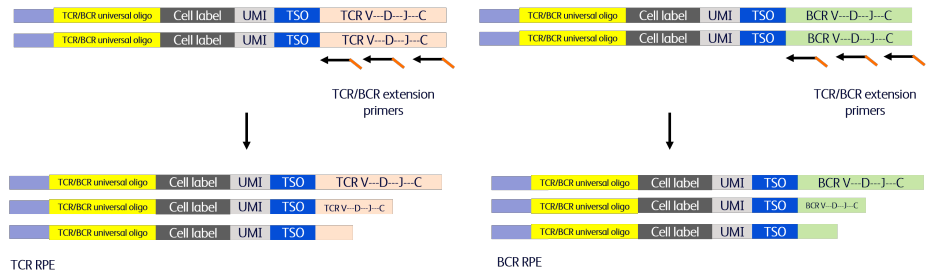 TCR/BCR universal oligo Cell label UMI TSO TCR V---D---J---C
TCR/BCR universal oligo Cell label UMI TSO TCR V---D---J---C
TCR/BCR extension
primers
TCR/BCR universal oligo Cell label UMI TSO TCR V---D---J---C
TCR/BCR universal oligo Cell label UMI TSO TCR V---D---J---C
TCR/BCR universal oligo Cell label UMI TSO
TCR RPE
TCR/BCR universal oligo Cell label UMI TSO BCR V---D---J---C
TCR/BCR universal oligo Cell label UMI TSO BCR V---D---J---C
TCR/BCR extension
primers
TCR/BCR universal oligo Cell label UMI TSO BCR V---D---J---C
TCR/BCR universal oligo Cell label UMI TSO BCR V---D---J---C
TCR/BCR universal oligo Cell label UMI TSO
BCR RPE